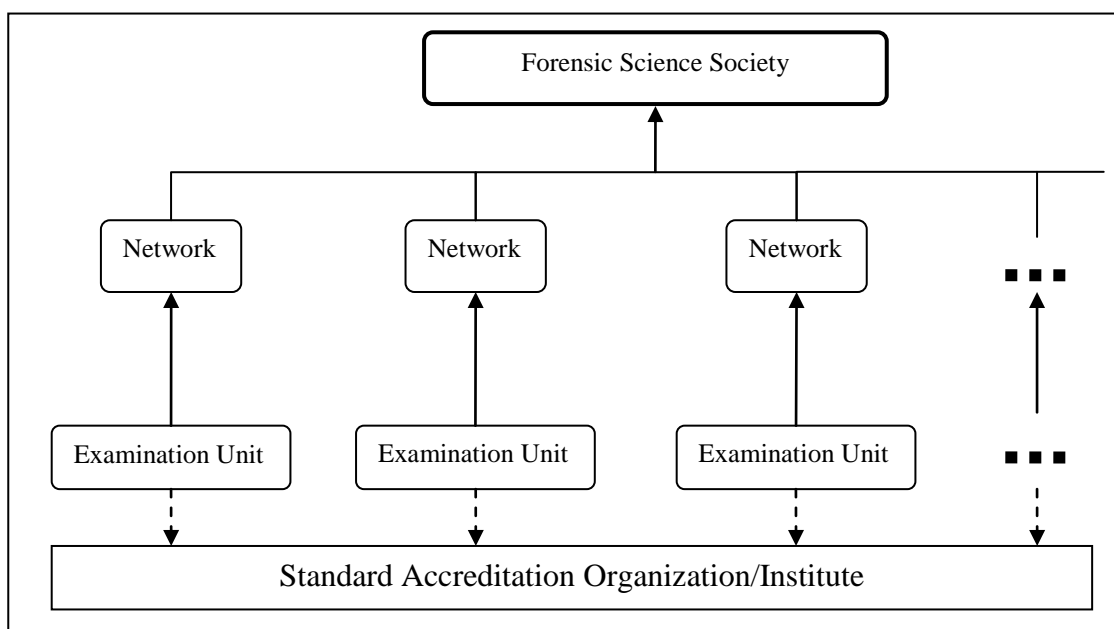 Forensic Science Society
Network
Network
Network
Examination Unit
Examination Unit
Examination Unit
Standard Accreditation Organization/Institute